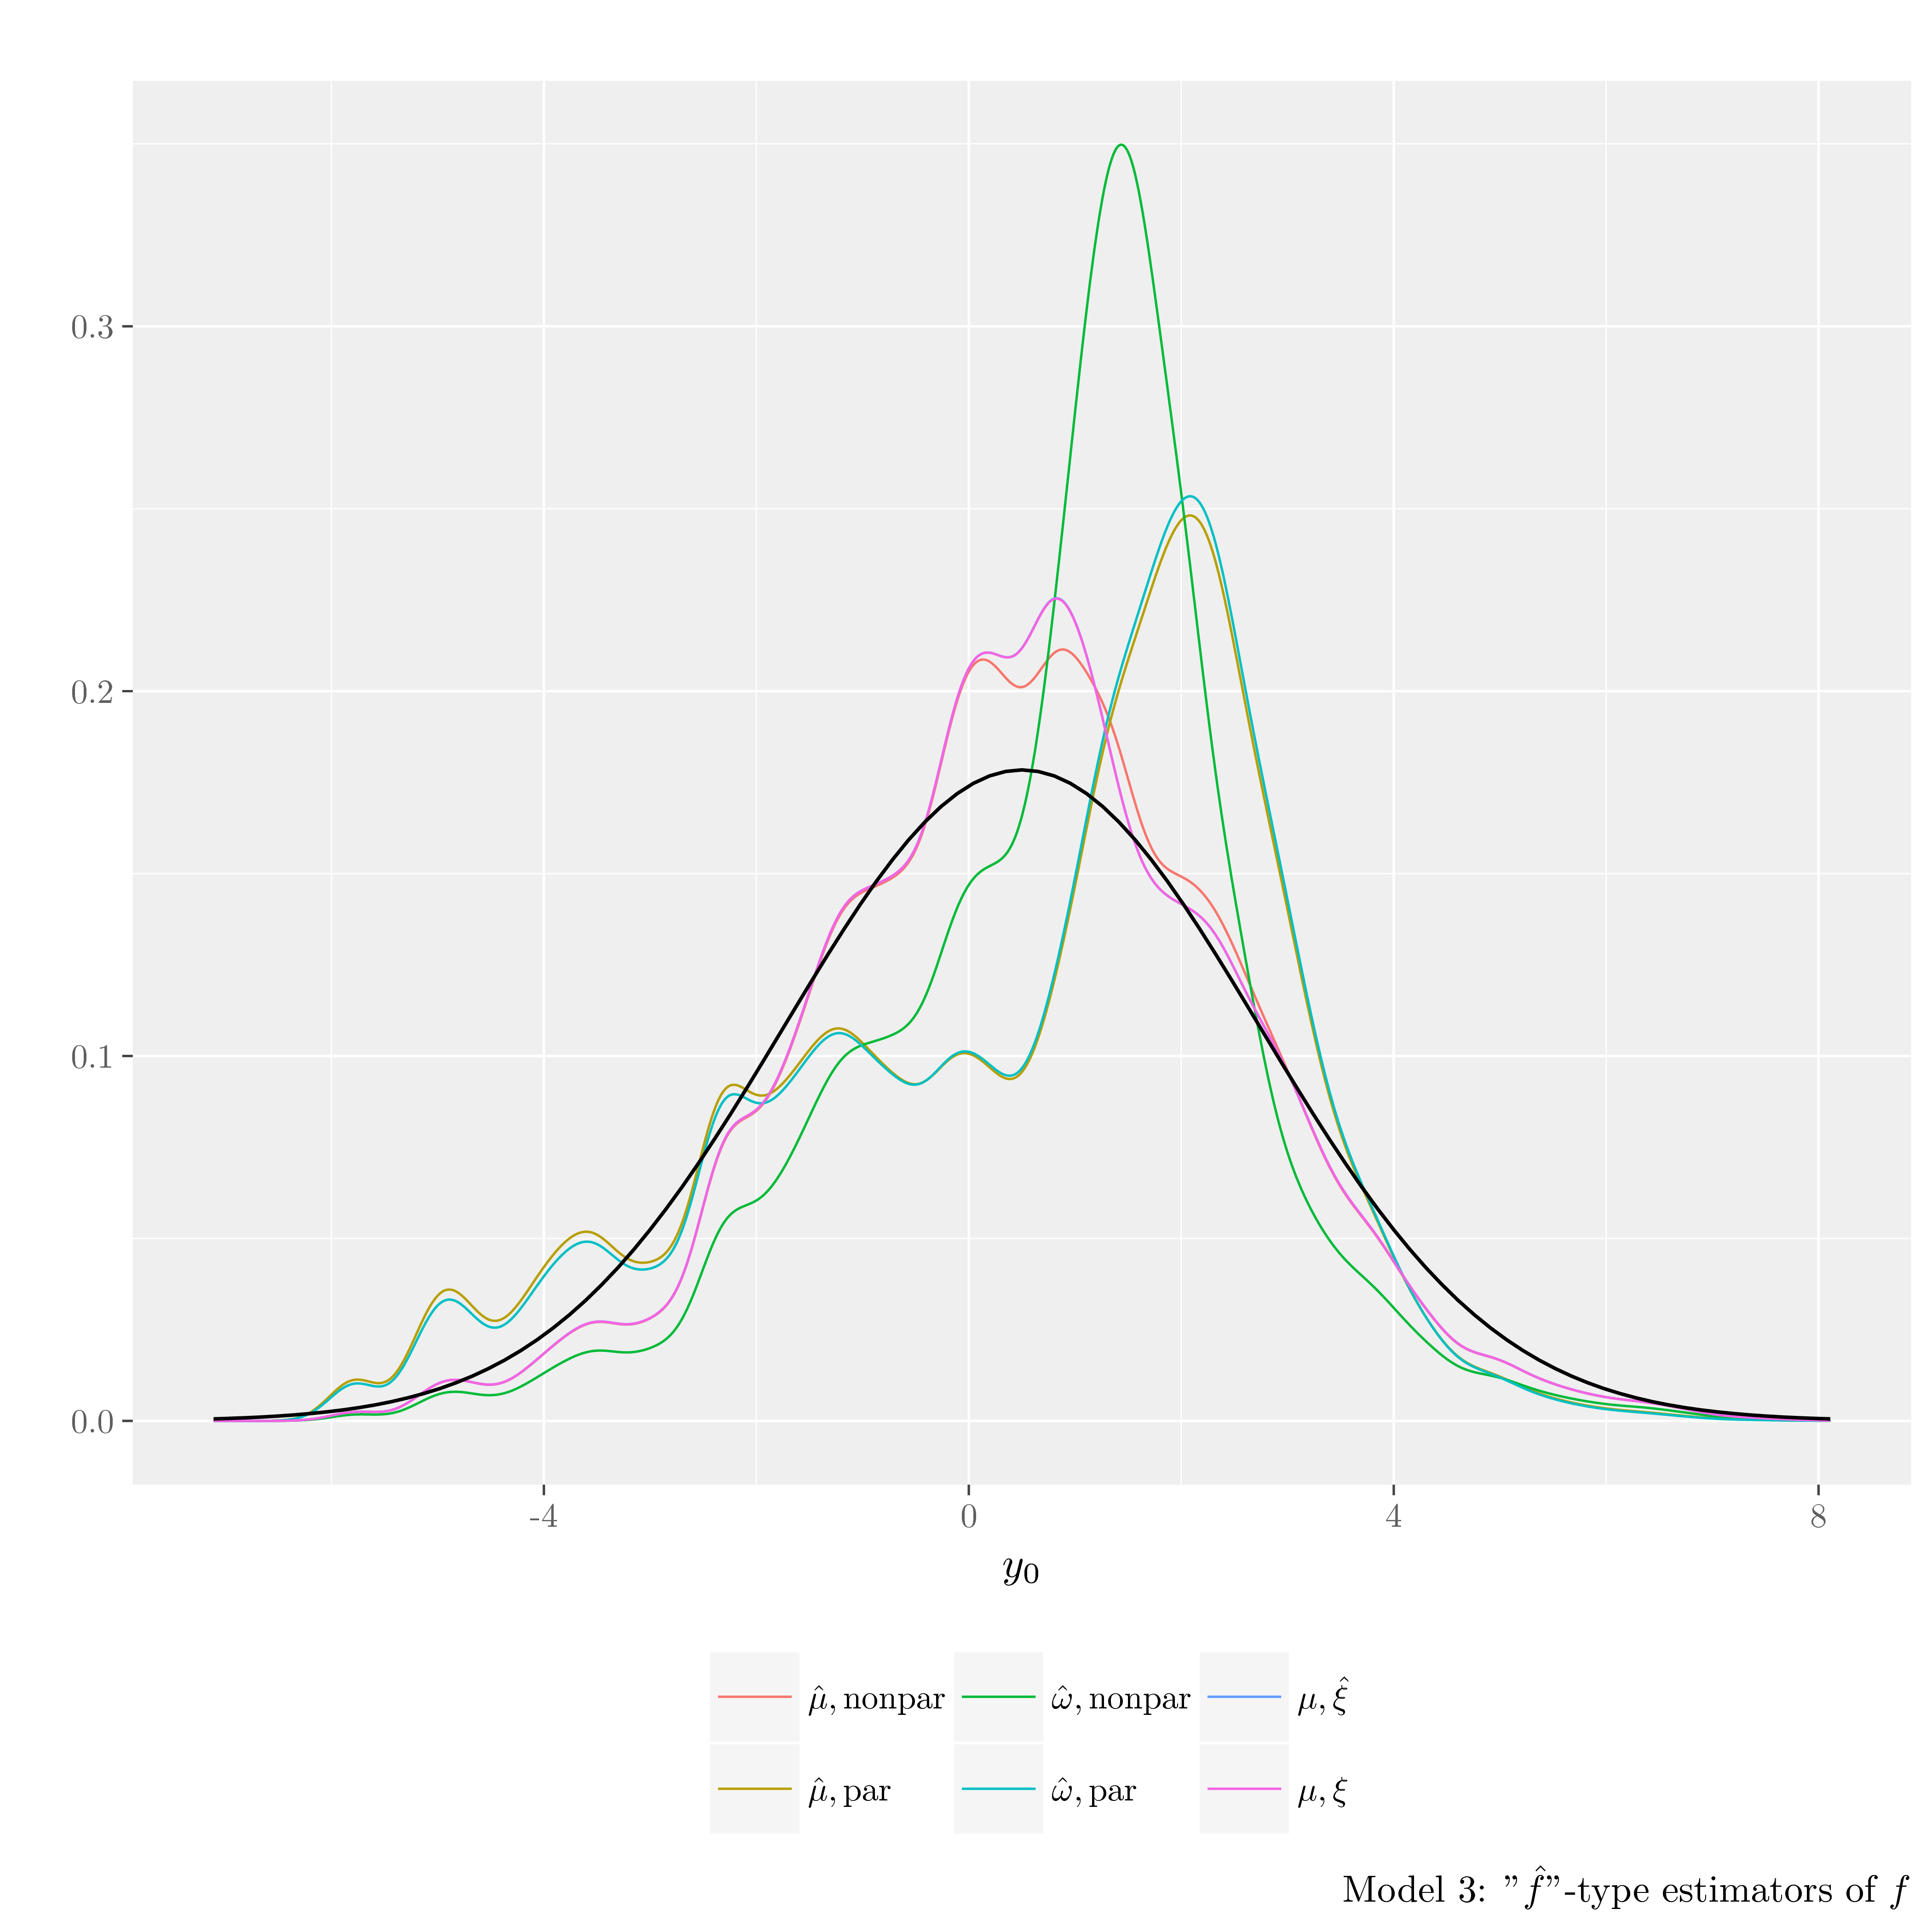 0.3
0.2
0.1
0.0
-4 0 4 8
y₀
μ̂, nonpar ω̂, nonpar μ, ξ̂
μ̂, par ω̂, par μ, ξ
Model 3: ”f̂”-type estimators of f